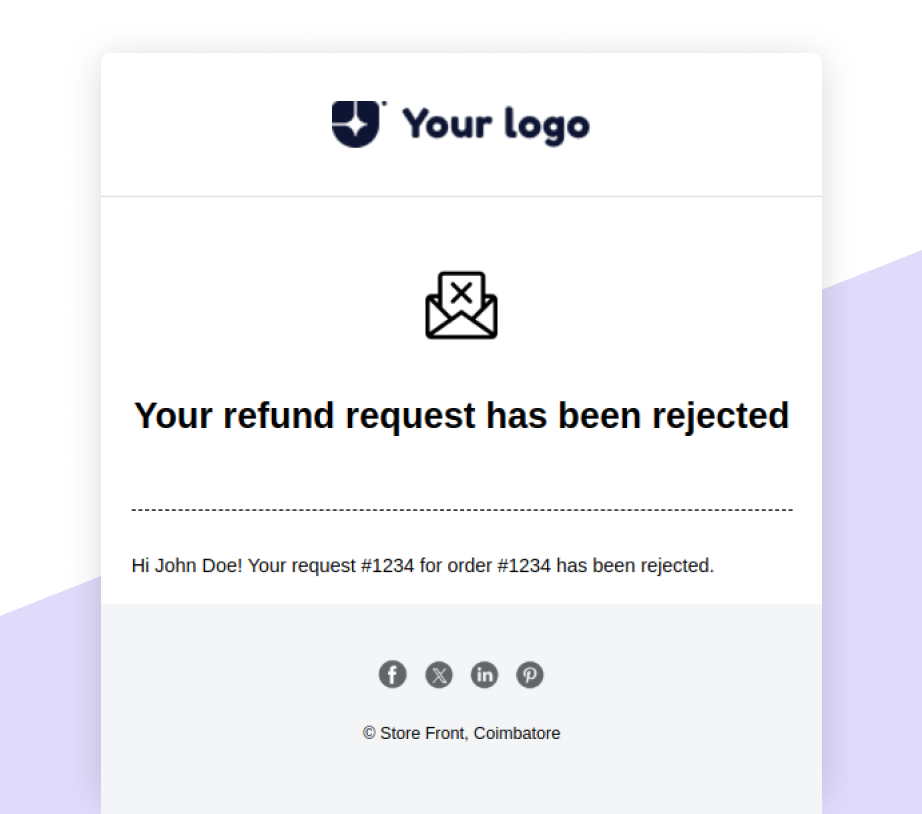 Your logo
Your refund request has been rejected
Hi John Doe! Your request #1234 for order #1234 has been rejected.
© Store Front, Coimbatore